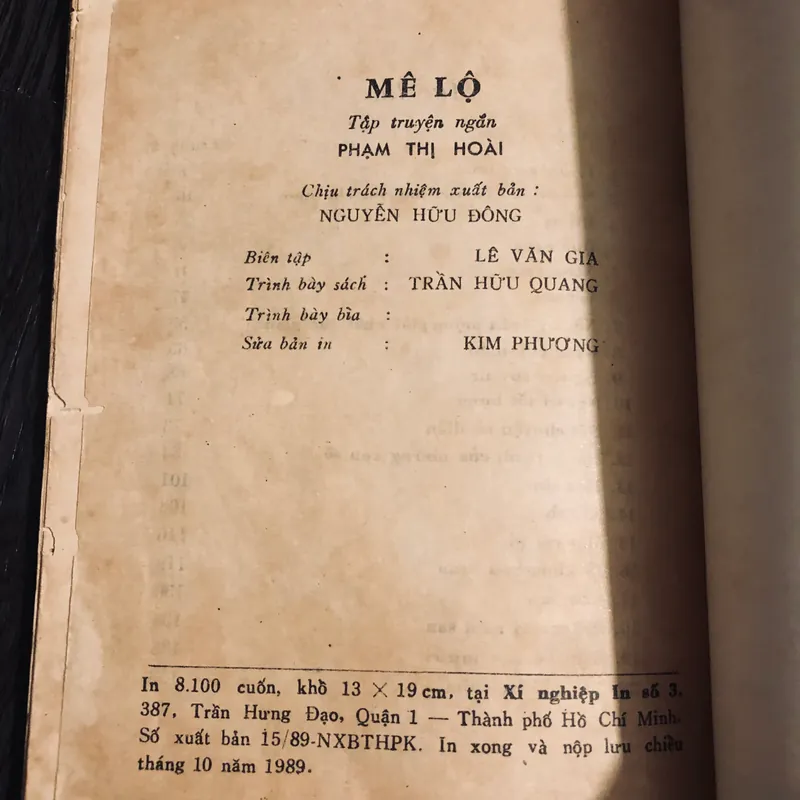 MÊ LỘ
Tập truyện ngắn
PHẠM THỊ HOÀI
Chịu trách nhiệm xuất bản :
NGUYỄN HỮU ĐÔNG
Biên tập : LÊ VĂN GIA
Trình bày sách : TRẦN HỮU QUANG
Trình bày bìa :
Sửa bản in : KIM PHƯƠNG
In 8.100 cuốn, khổ 13 × 19 cm, tại Xí nghiệp In số 3.
387, Trần Hưng Đạo, Quận 1 — Thành phố Hồ Chí Minh.
Số xuất bản 15/89-NXBTHPK. In xong và nộp lưu chiều
tháng 10 năm 1989.